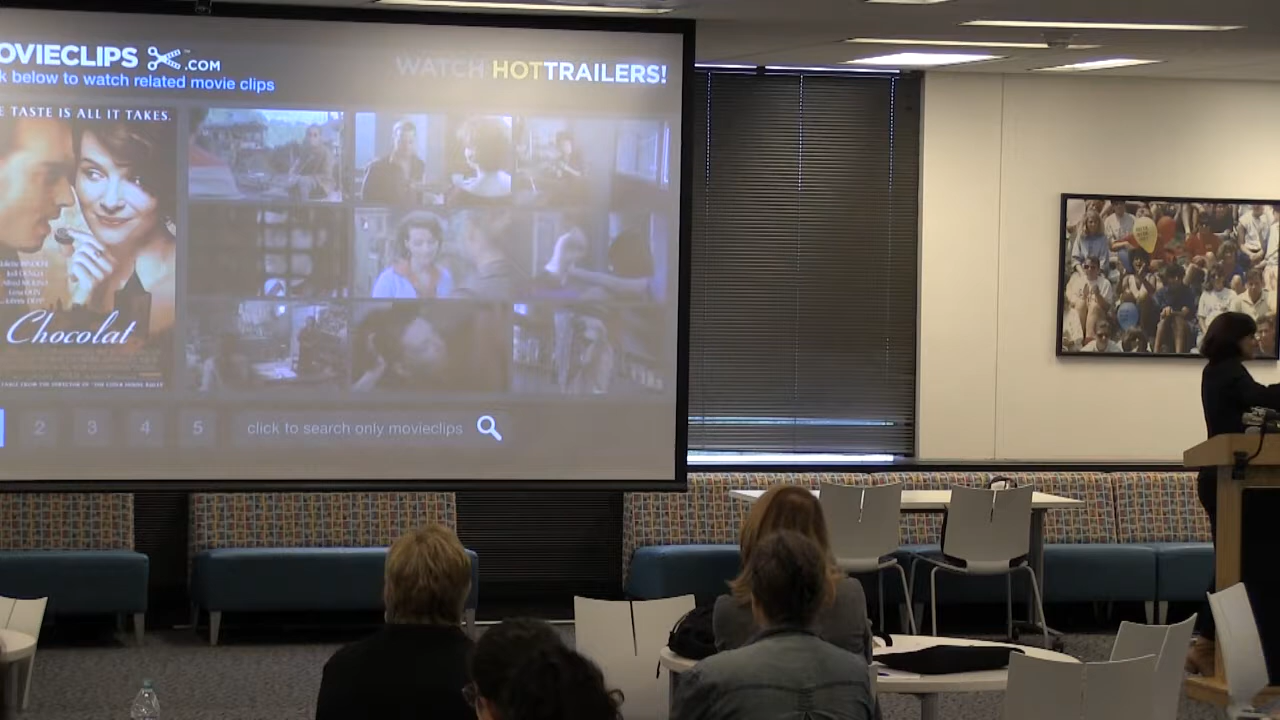 OVIECLIPS .COM
k below to watch related movie clips
WATCH HOTTRAILERS!
E TASTE IS ALL IT TAKES.
Chocolat
2 3 4 5 click to search only movieclips